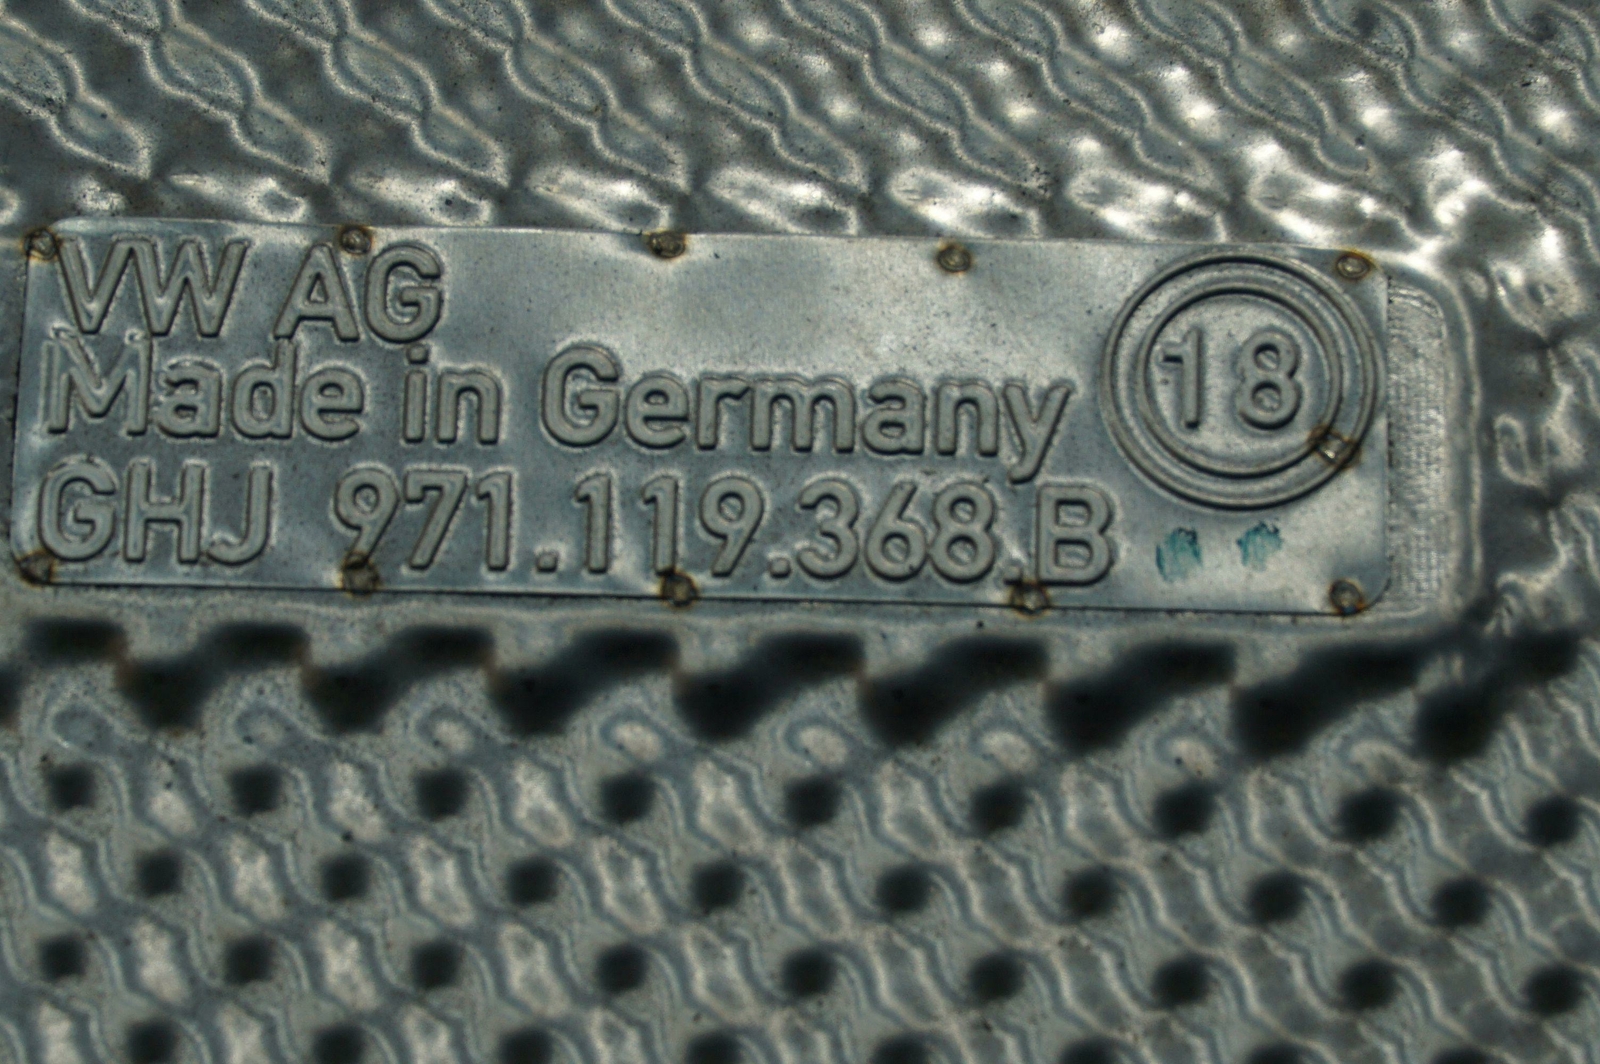 VW AG
Made in Germany
18
GHJ 971.119.368.B